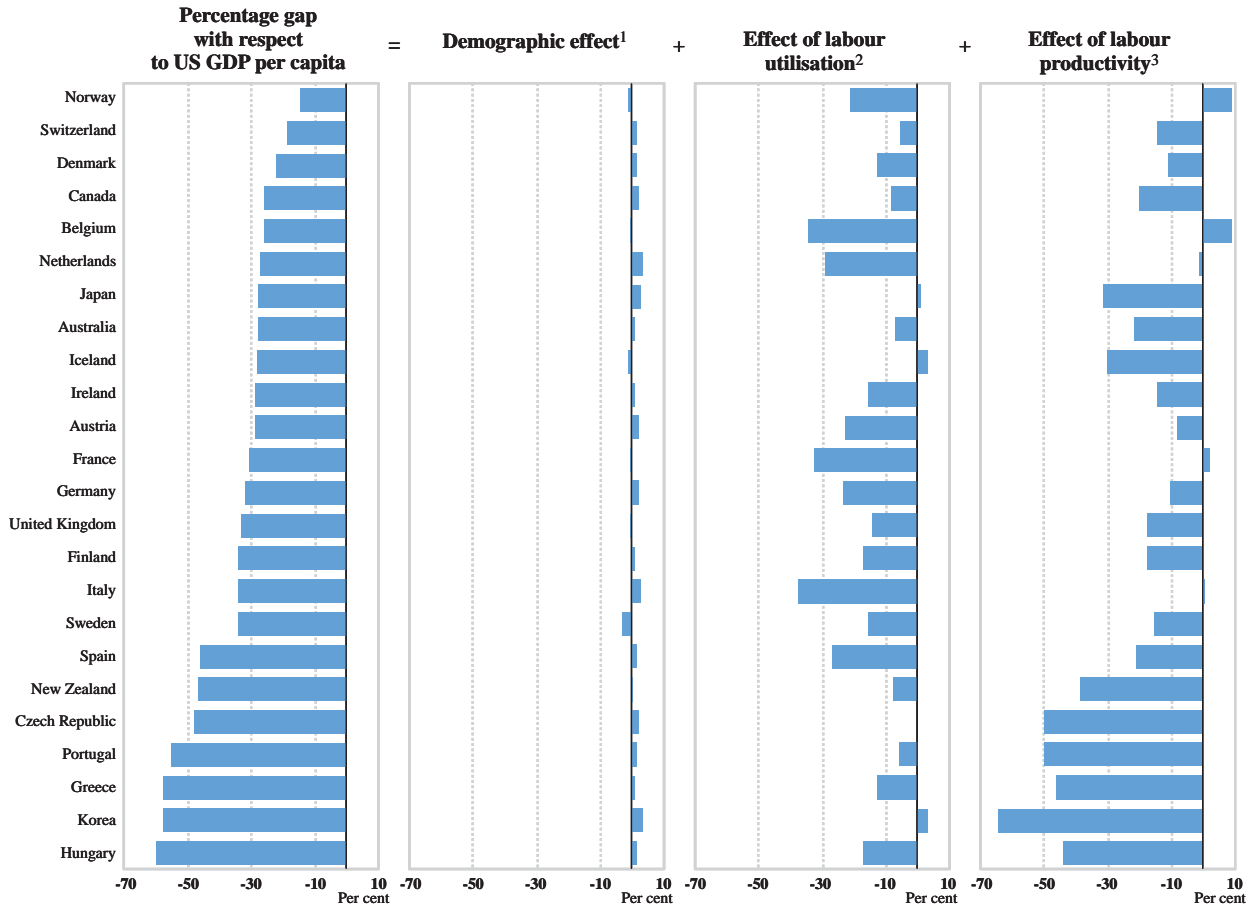 Percentage gap
with respect
to US GDP per capita
=
Demographic effect1
+
Effect of labour
utilisation2
+
Effect of labour
productivity3
Norway
Switzerland
Denmark
Canada
Belgium
Netherlands
Japan
Australia
Iceland
Ireland
Austria
France
Germany
United Kingdom
Finland
Italy
Sweden
Spain
New Zealand
Czech Republic
Portugal
Greece
Korea
Hungary
-70 -50 -30 -10 10
Per cent
-70 -50 -30 -10 10
Per cent
-70 -50 -30 -10 10
Per cent
-70 -50 -30 -10 10
Per cent